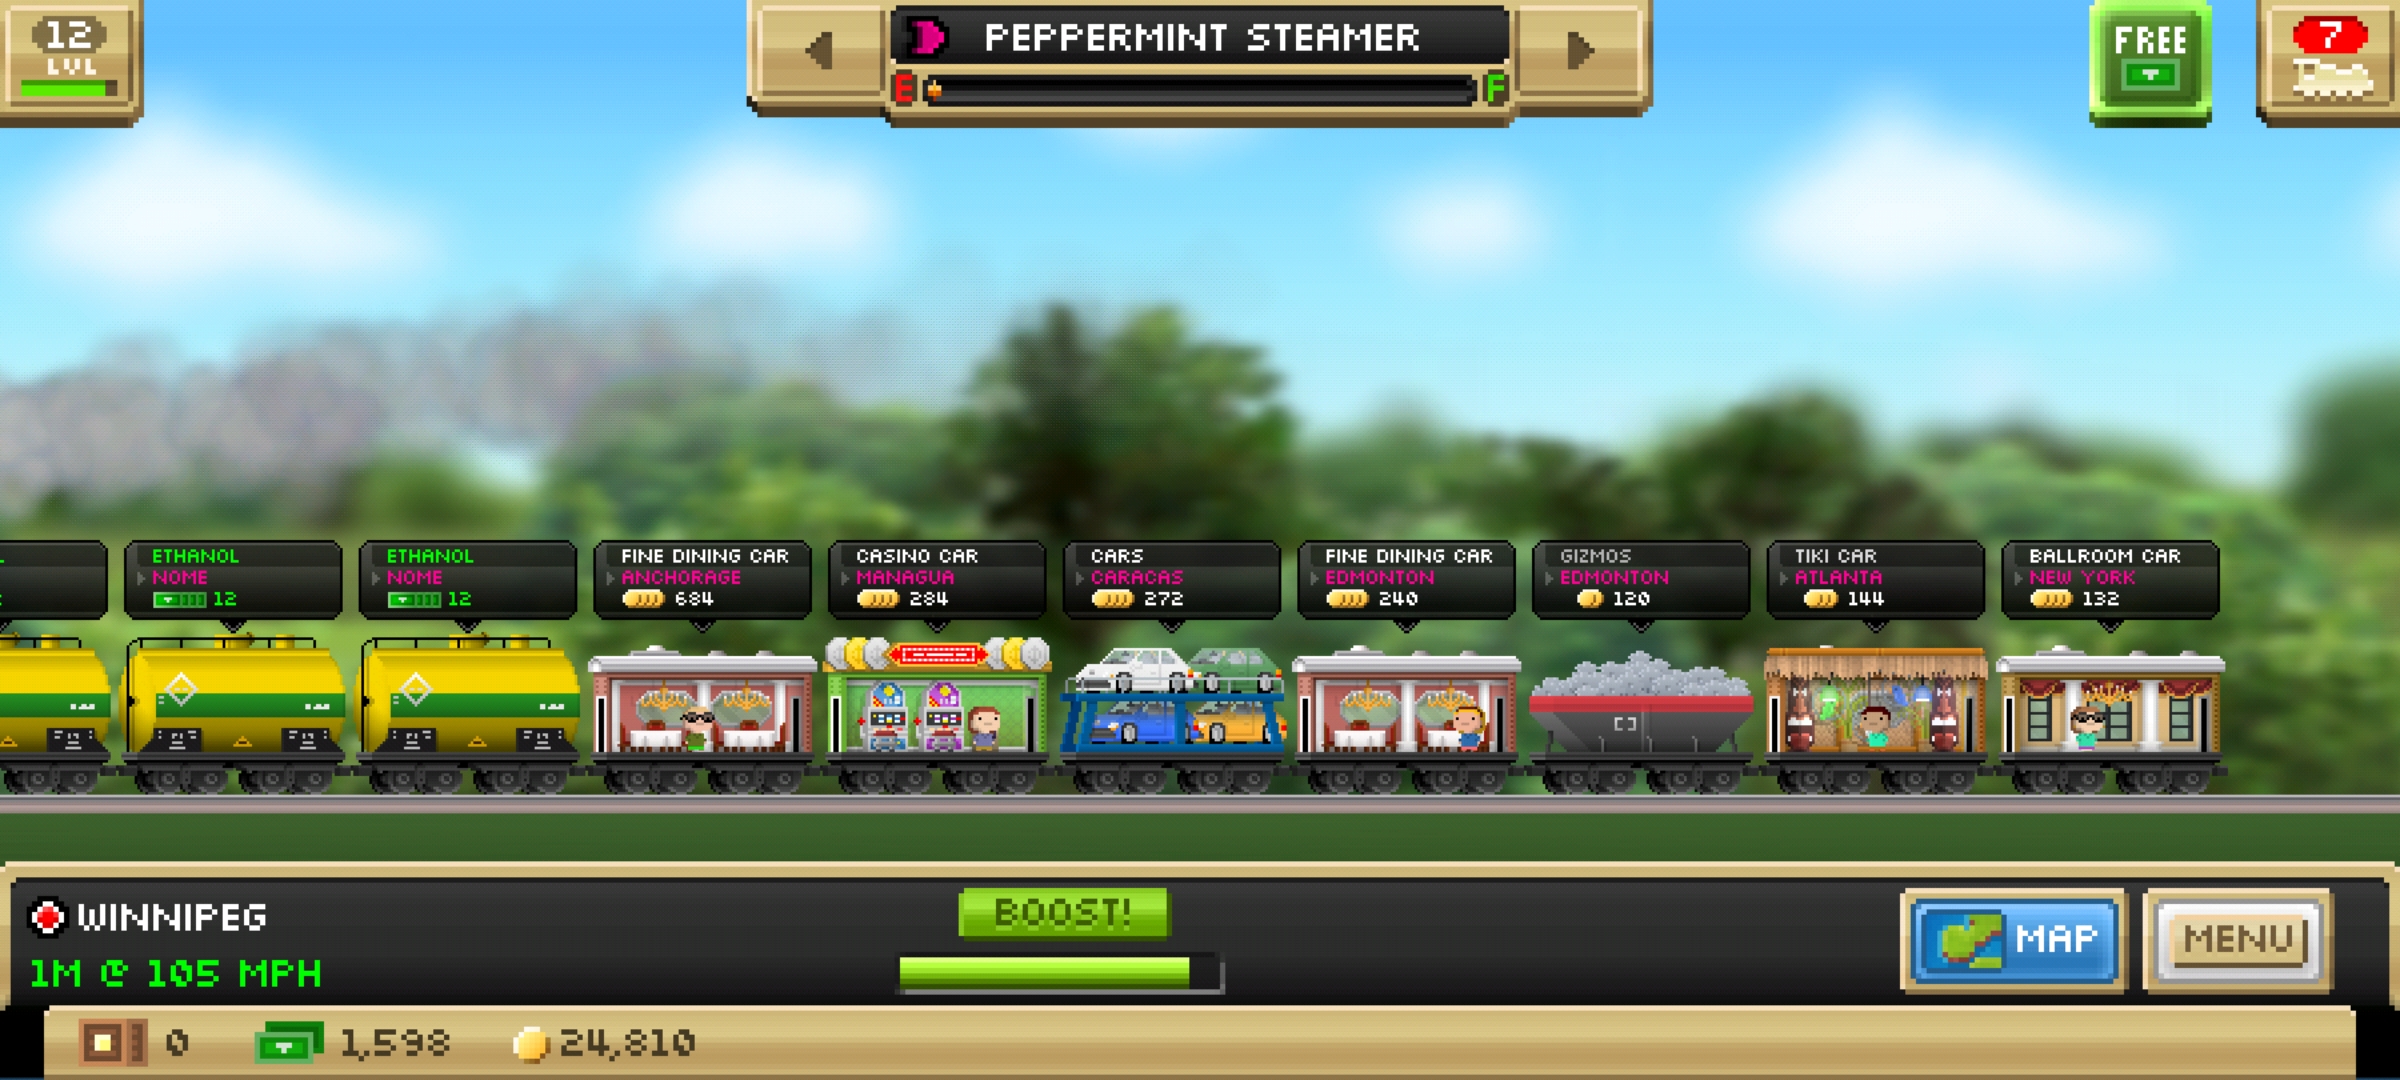 12
LVL
PEPPERMINT STEAMER
E F
FREE
7
ETHANOL
NOME
12
ETHANOL
NOME
12
FINE DINING CAR
ANCHORAGE
684
CASINO CAR
MANAGUA
284
CARS
CARACAS
272
FINE DINING CAR
EDMONTON
240
GIZMOS
EDMONTON
120
TIKI CAR
ATLANTA
144
BALLROOM CAR
NEW YORK
132
WINNIPEG
1M @ 105 MPH
BOOST!
MAP
MENU
0
1,598
24,810